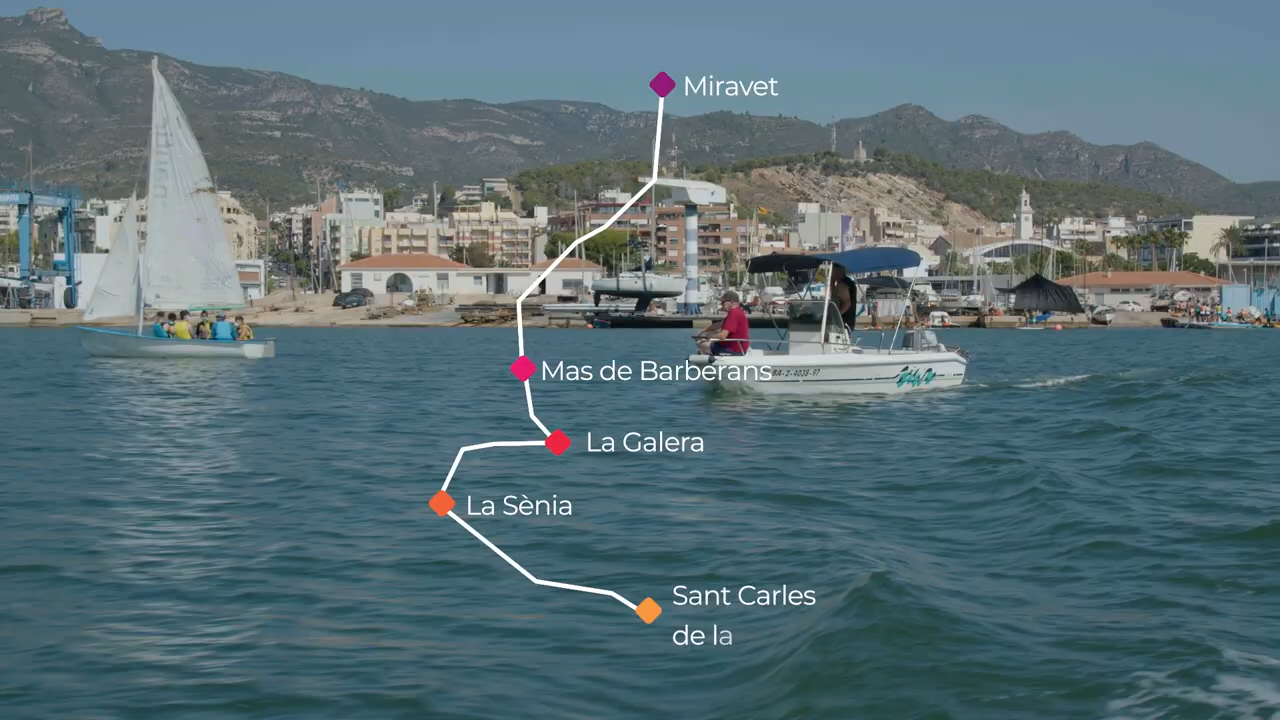 Miravet
Mas de Barberans
La Galera
La Sènia
Sant Carles
de la